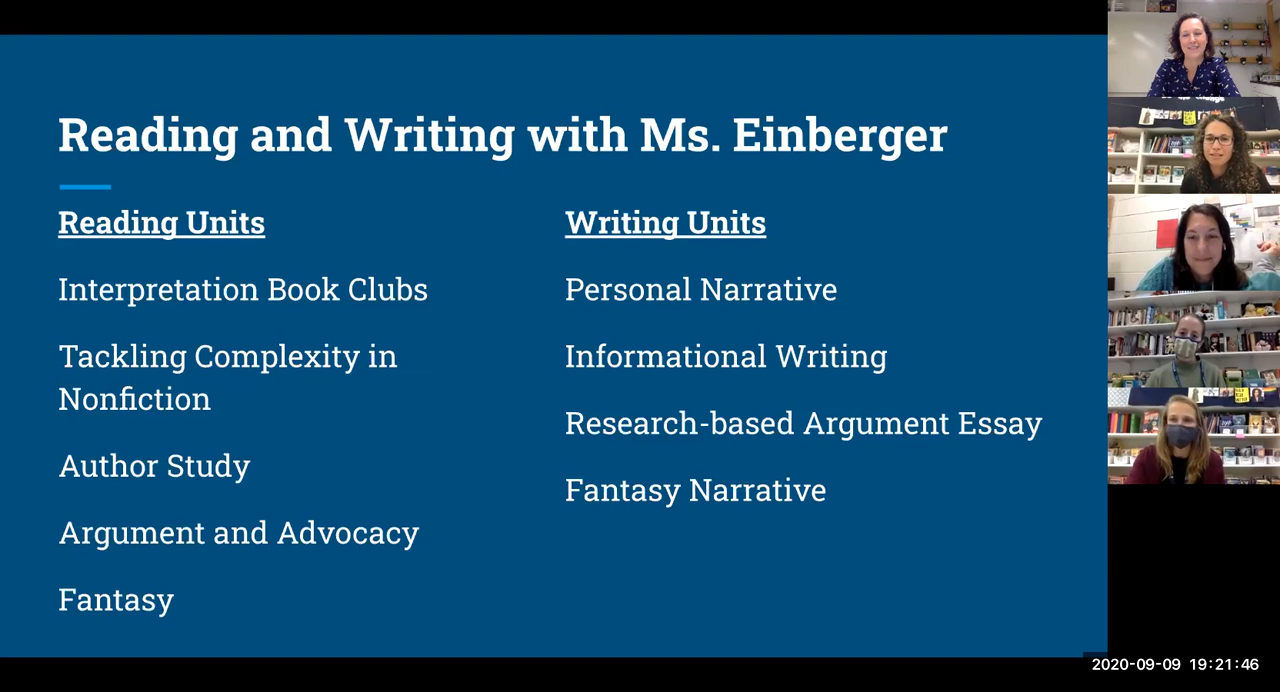 Reading and Writing with Ms. Einberger
Reading Units
Interpretation Book Clubs
Tackling Complexity in
Nonfiction
Author Study
Argument and Advocacy
Fantasy
Writing Units
Personal Narrative
Informational Writing
Research-based Argument Essay
Fantasy Narrative
2020-09-09 19:21:46